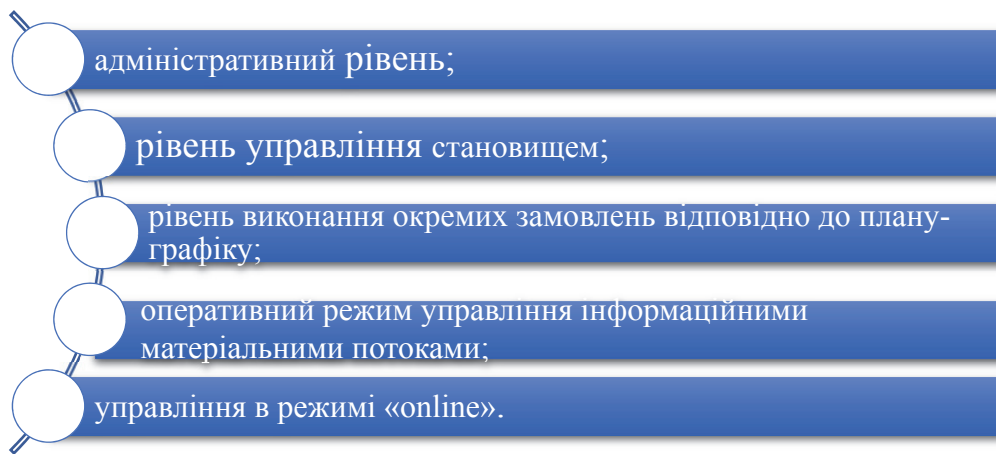 адміністративний рівень;
рівень управління становищем;
рівень виконання окремих замовлень відповідно до плану-
графіку;
оперативний режим управління інформаційними
матеріальними потоками;
управління в режимі «online».